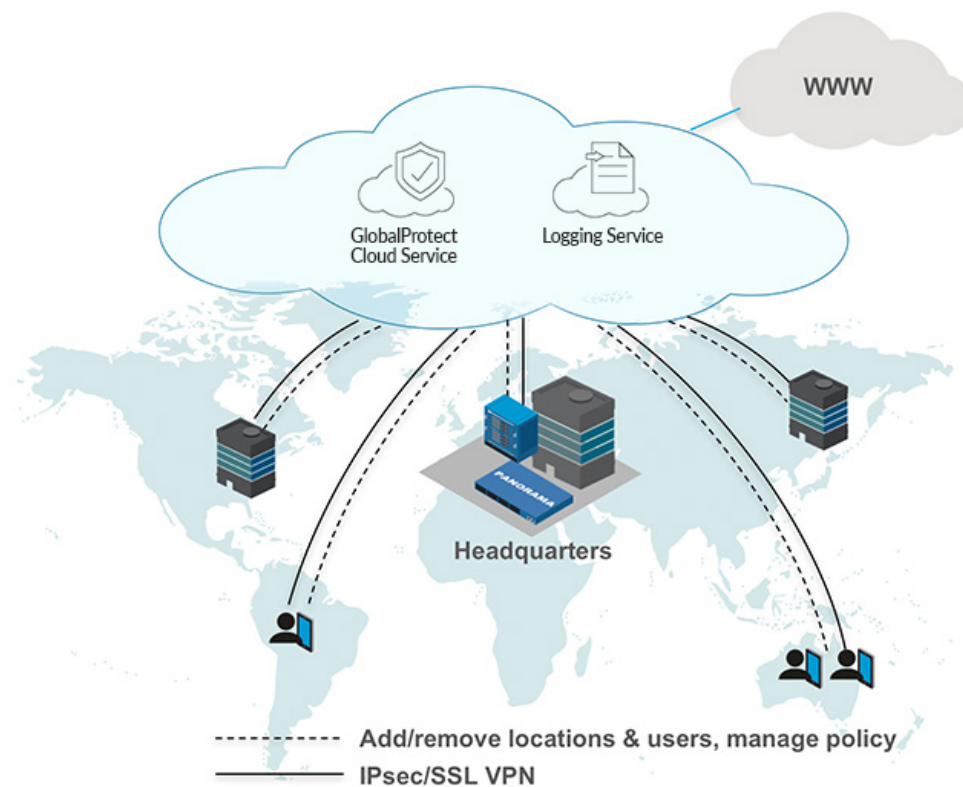 WWW
GlobalProtect
Cloud Service
Logging Service
PANORAMA
Headquarters
Add/remove locations & users, manage policy
IPsec/SSL VPN